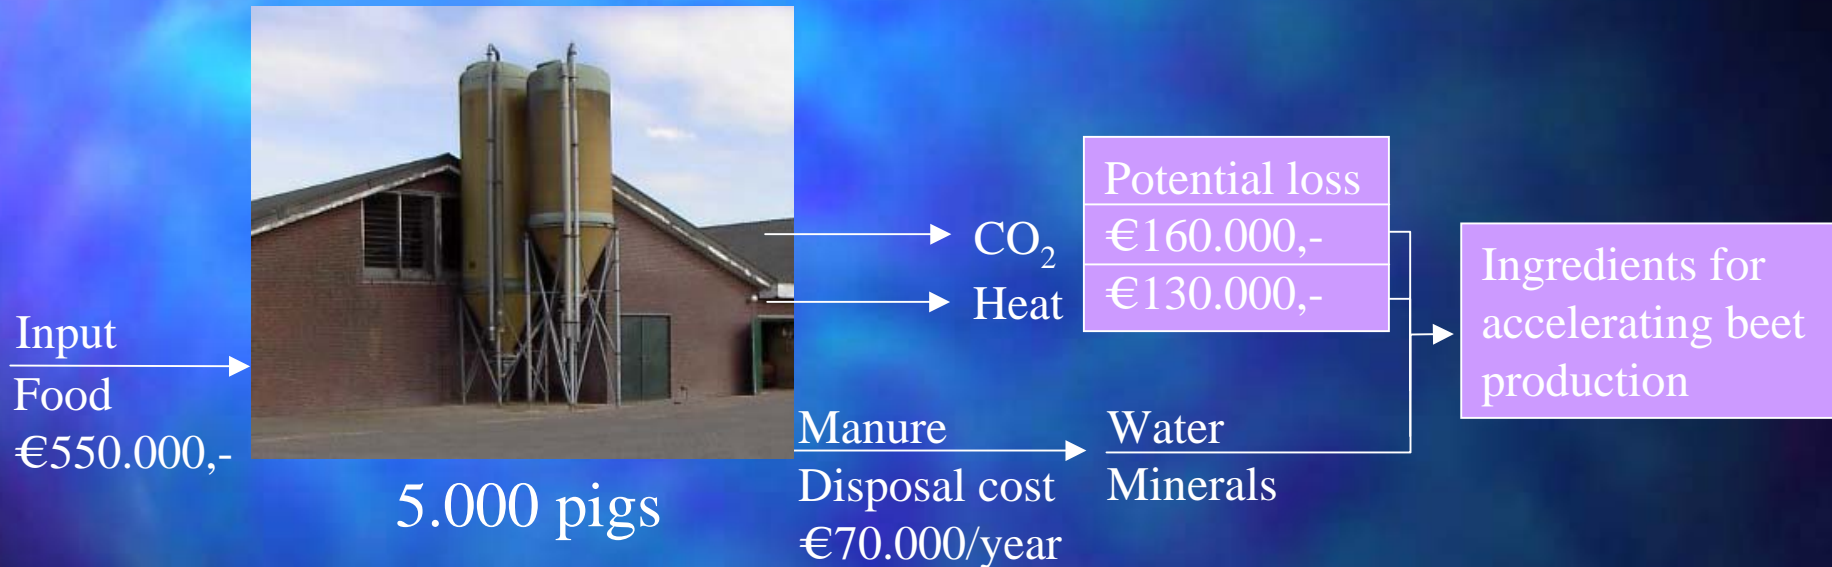 Input
Food
€550.000,-
5.000 pigs
CO₂
Heat
Potential loss
€160.000,-
€130.000,-
Manure
Disposal cost
€70.000/year
Water
Minerals
Ingredients for
accelerating beet
production